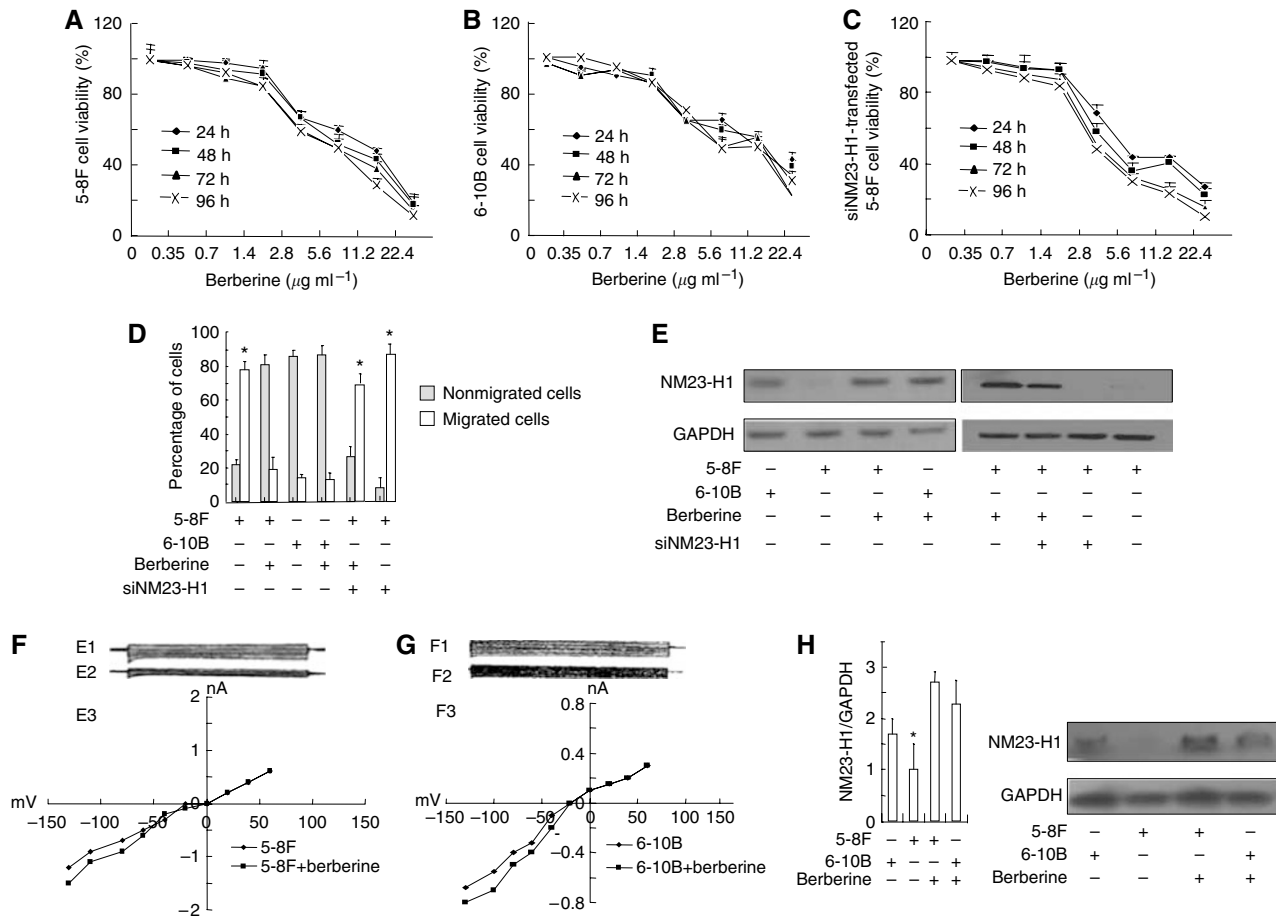 A
120
80
40
0
5-8F cell viability (%)
24 h
48 h
72 h
96 h
0 0.35 0.7 1.4 2.8 5.6 11.2 22.4
Berberine (μg ml⁻¹)
B
120
80
40
0
6-10B cell viability (%)
24 h
48 h
72 h
96 h
0 0.35 0.7 1.4 2.8 5.6 11.2 22.4
Berberine (μg ml⁻¹)
C
120
80
40
0
siNM23-H1-transfected
5-8F cell viability (%)
24 h
48 h
72 h
96 h
0 0.35 0.7 1.4 2.8 5.6 11.2 22.4
Berberine (μg ml⁻¹)
D
100
80
60
40
20
0
Percentage of cells
* * *
Nonmigrated cells
Migrated cells
5-8F + + − − + +
6-10B − − + + − −
Berberine − + − + + −
siNM23-H1 − − − − + +
E
NM23-H1
GAPDH
5-8F − + + − + + + +
6-10B + − − + − − − −
Berberine − − + + + + − −
siNM23-H1 − − − − − + + −
F
E1
E2
E3
nA
2
1
0
−1
−2
mV
−150 −100 −50 0 50 100 150
5-8F
5-8F+berberine
G
F1
F2
F3
nA
0.8
0.4
0
−0.4
−0.8
mV
−150 −100 −50 0 50 100 150
6-10B
6-10B+berberine
H
3
2
1
0
NM23-H1/GAPDH
*
5-8F − + + −
6-10B + − − +
Berberine − − + +
NM23-H1
GAPDH
5-8F − + + −
6-10B + − − +
Berberine − − + +